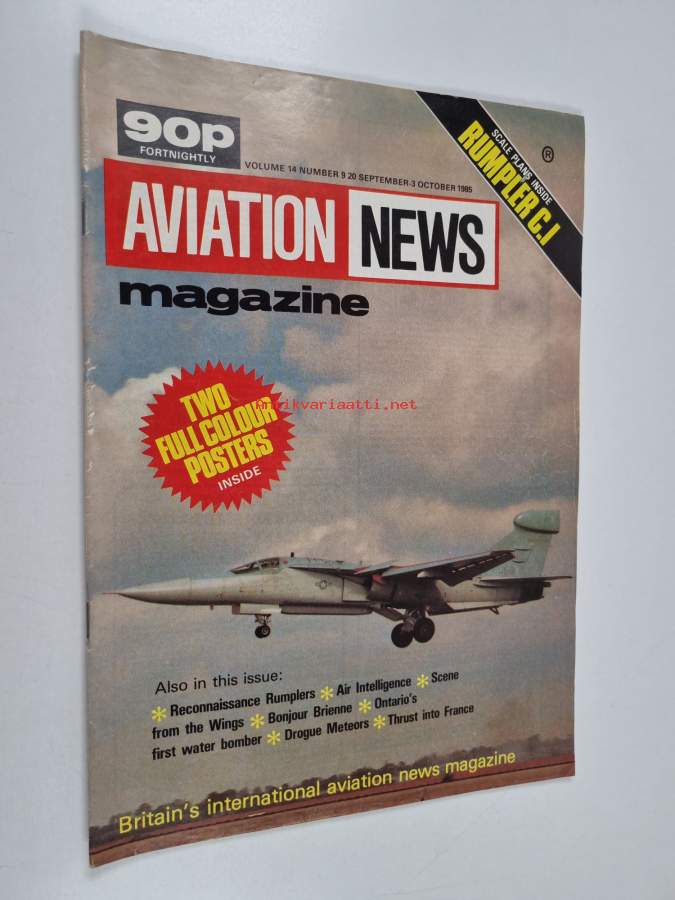 90p
FORTNIGHTLY
VOLUME 14 NUMBER 9 20 SEPTEMBER-3 OCTOBER 1985
SCALE PLANS INSIDE
RUMPLER C.I
®
AVIATION NEWS
magazine
TWO
FULL COLOUR
POSTERS
INSIDE
Antikvariaatti.net
Also in this issue:
* Reconnaissance Rumplers * Air Intelligence * Scene
from the Wings * Bonjour Brienne * Ontario's
first water bomber * Drogue Meteors * Thrust into France
Britain's international aviation news magazine